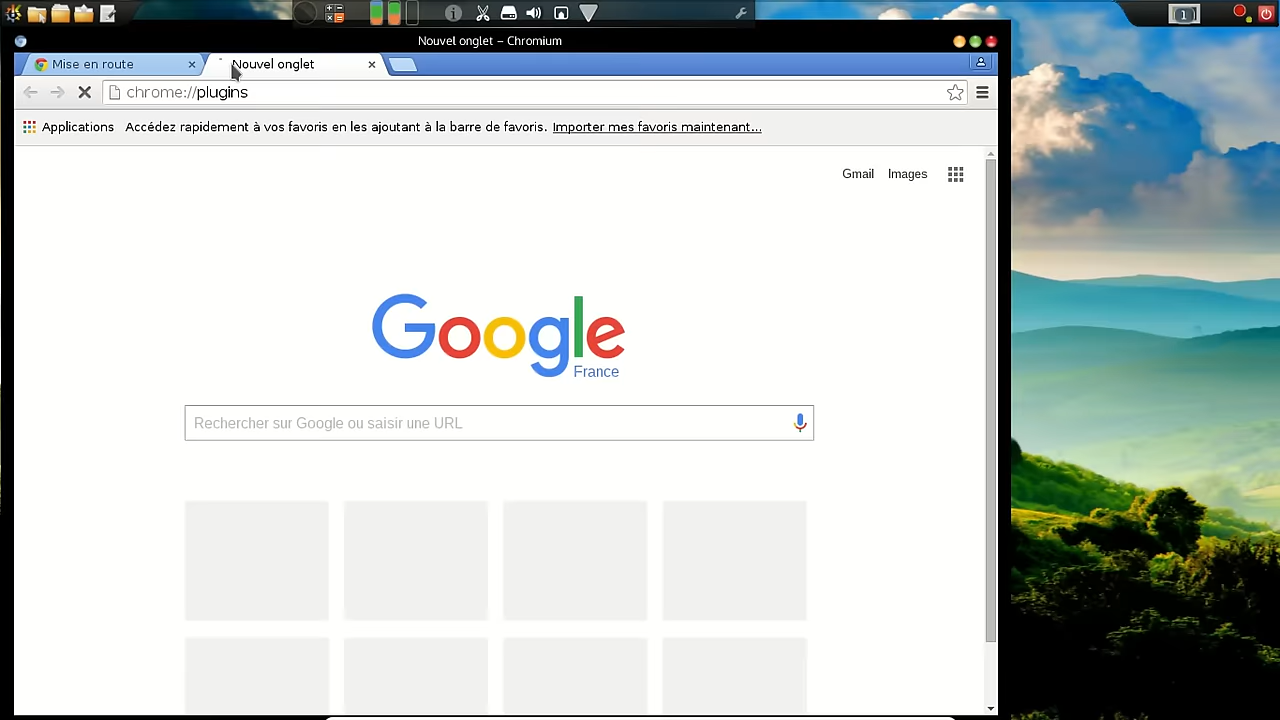 1
Nouvel onglet – Chromium
Mise en route
Nouvel onglet
chrome://plugins
Applications
Accédez rapidement à vos favoris en les ajoutant à la barre de favoris. Importer mes favoris maintenant...
Gmail Images
Google
France
Rechercher sur Google ou saisir une URL